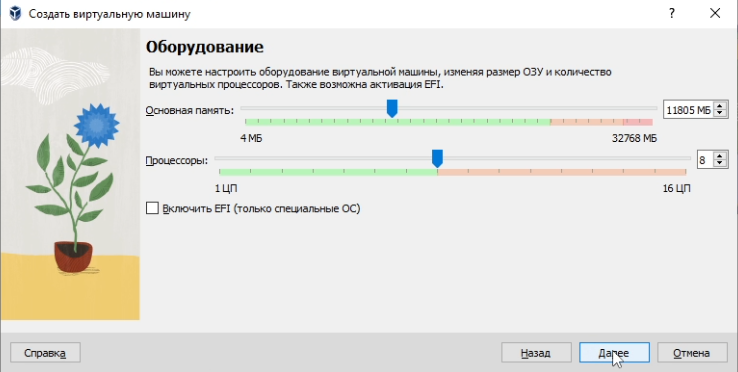 Создать виртуальную машину
Оборудование
Вы можете настроить оборудование виртуальной машины, изменяя размер ОЗУ и количество
виртуальных процессоров. Также возможна активация EFI.
Основная память: 11805 МБ
4 МБ 32768 МБ
Процессоры: 8
1 ЦП 16 ЦП
Включить EFI (только специальные ОС)
Справка Назад Далее Отмена